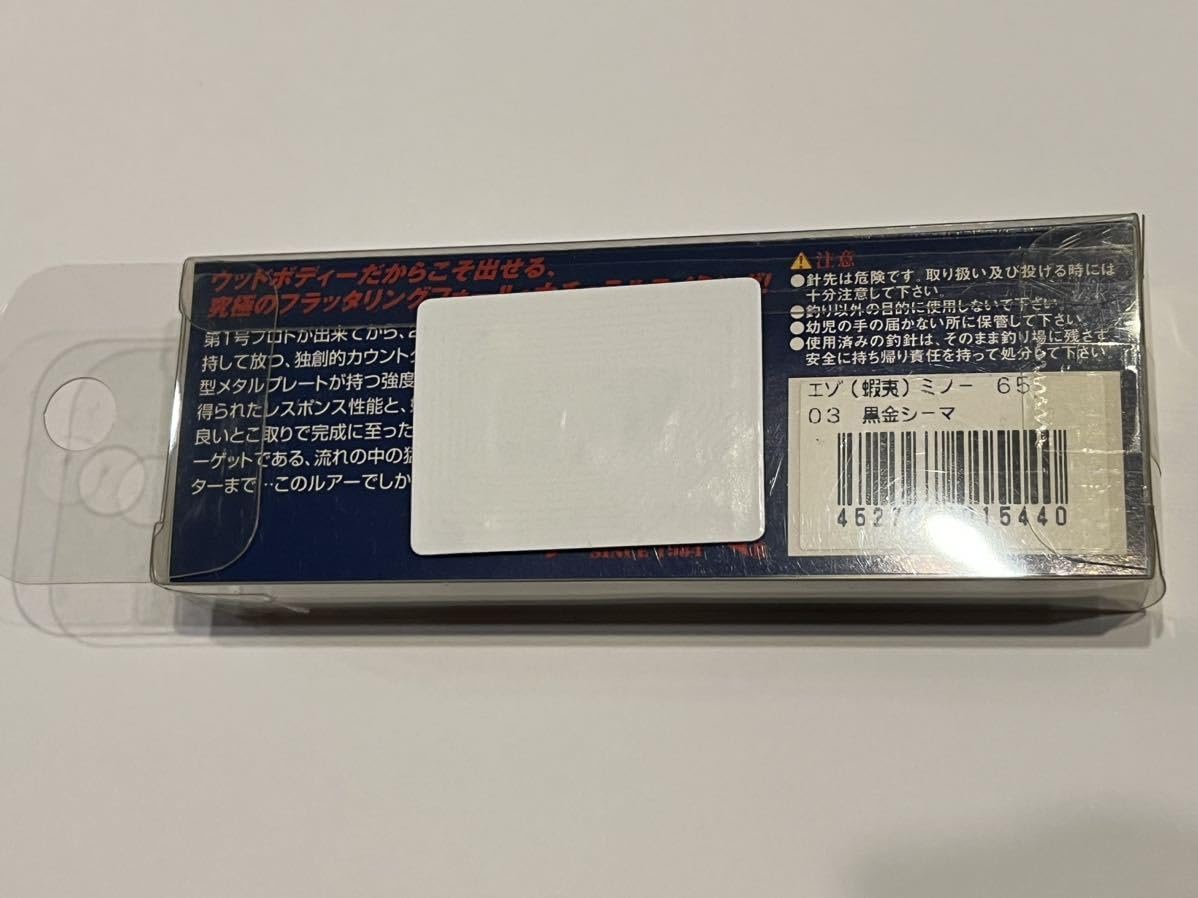 ウッドボディーだからこそ出せる、
究極のフラッタリングフォール
第1号プロトが出来てから、
持して放つ、独創的カウント
型メタルプレートが持つ強度
得られたレスポンス性能と、
良いとこ取りで完成に至った
ーゲットである、流れの中の猛
ターまで…このルアーでしか
SINCE
注意
●針先は危険です。取り扱い及び投げる時には
十分注意して下さい。
●釣り以外の目的に使用しないで下さい。
●幼児の手の届かない所に保管して下さい。
●使用済みの釣針は、そのまま釣り場に残さず
安全に持ち帰り責任を持って処分して下さい
エゾ(蝦夷)ミノー 65
03 黒金シーマ
452 15440